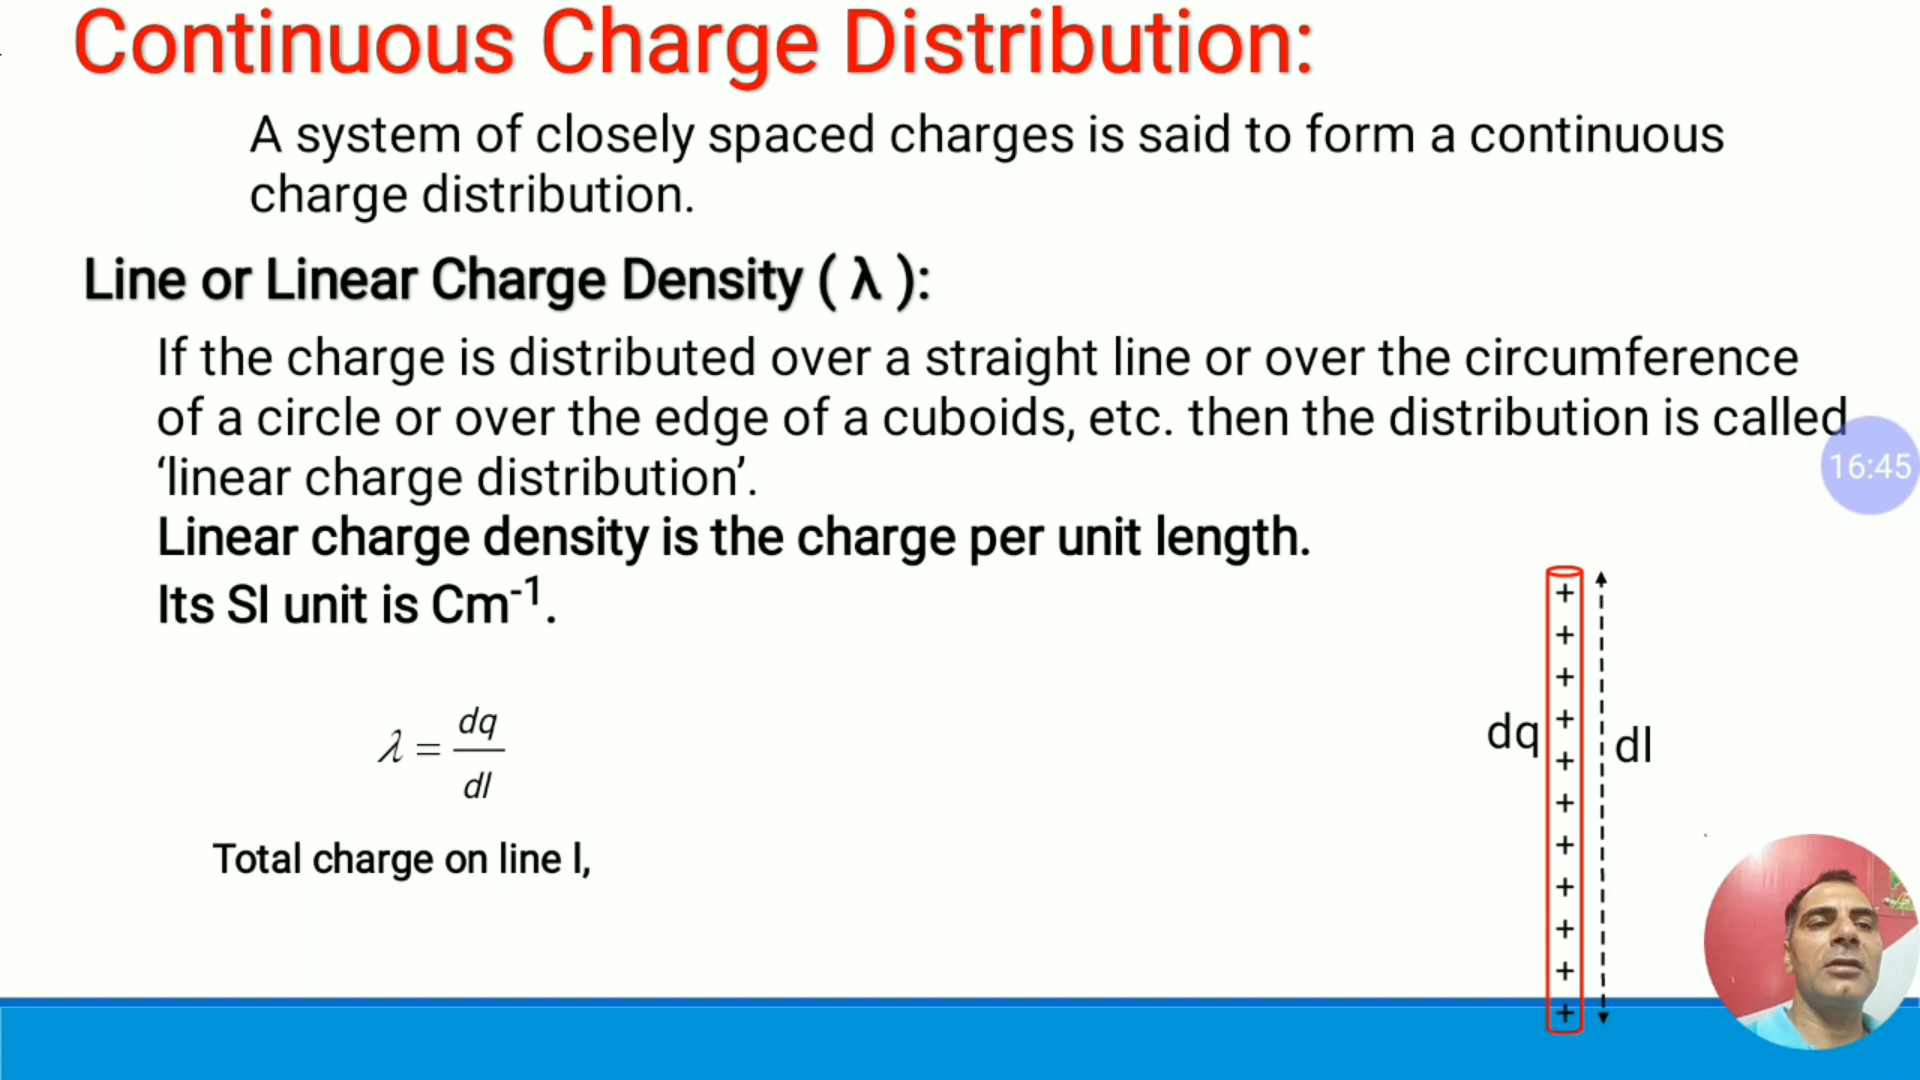 Continuous Charge Distribution:
A system of closely spaced charges is said to form a continuous
charge distribution.
Line or Linear Charge Density ( λ ):
If the charge is distributed over a straight line or over the circumference
of a circle or over the edge of a cuboids, etc. then the distribution is called
‘linear charge distribution’.
16:45
Linear charge density is the charge per unit length.
Its SI unit is Cm⁻¹.
λ = dq
dl
dq
dl
Total charge on line l,
+
+
+
+
+
+
+
+
+
+
+